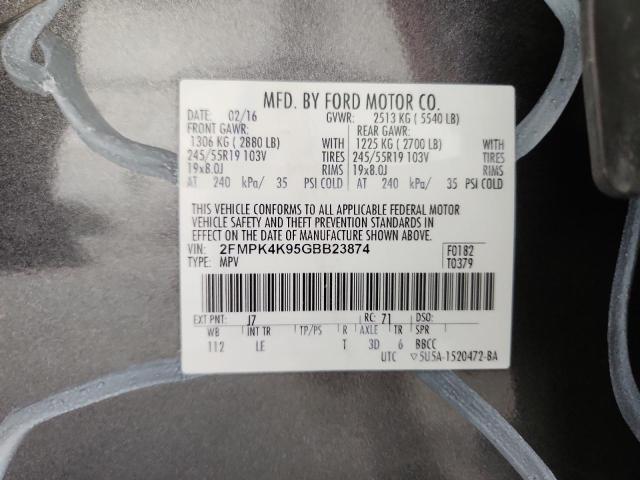 MFD. BY FORD MOTOR CO.
DATE: 02/16 GVWR: 2513 KG ( 5540 LB)
FRONT GAWR: REAR GAWR:
1306 KG ( 2880 LB) WITH 1225 KG ( 2700 LB) WITH
245/55R19 103V TIRES 245/55R19 103V TIRES
19x8.0J RIMS 19x8.0J RIMS
AT 240 kPa/ 35 PSI COLD AT 240 kPa/ 35 PSI COLD
THIS VEHICLE CONFORMS TO ALL APPLICABLE FEDERAL MOTOR
VEHICLE SAFETY AND THEFT PREVENTION STANDARDS IN
EFFECT ON THE DATE OF MANUFACTURE SHOWN ABOVE.
VIN: 2FMPK4K95GBB23874 F0182
TYPE: MPV T0379
EXT PNT: J7 RC: 71 DSO:
WB INT TR TP/PS R AXLE TR SPR
112 LE T 3D 6 BBCC
UTC ▽5U5A-1520472-BA